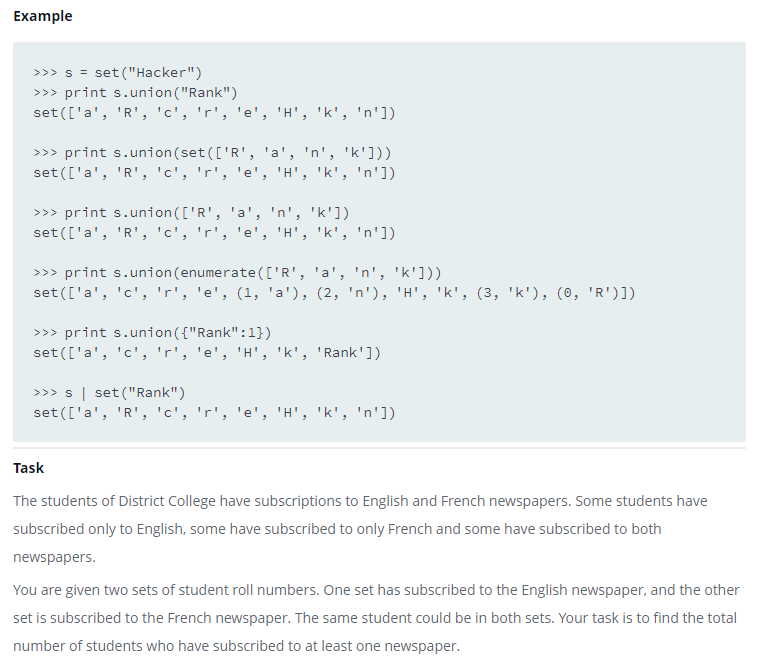 Example
>>> s = set("Hacker")
>>> print s.union("Rank")
set(['a', 'R', 'c', 'r', 'e', 'H', 'k', 'n'])
>>> print s.union(set(['R', 'a', 'n', 'k']))
set(['a', 'R', 'c', 'r', 'e', 'H', 'k', 'n'])
>>> print s.union(['R', 'a', 'n', 'k'])
set(['a', 'R', 'c', 'r', 'e', 'H', 'k', 'n'])
>>> print s.union(enumerate(['R', 'a', 'n', 'k']))
set(['a', 'c', 'r', 'e', (1, 'a'), (2, 'n'), 'H', 'k', (3, 'k'), (0, 'R')])
>>> print s.union({"Rank":1})
set(['a', 'c', 'r', 'e', 'H', 'k', 'Rank'])
>>> s | set("Rank")
set(['a', 'R', 'c', 'r', 'e', 'H', 'k', 'n'])
Task
The students of District College have subscriptions to English and French newspapers. Some students have
subscribed only to English, some have subscribed to only French and some have subscribed to both
newspapers.
You are given two sets of student roll numbers. One set has subscribed to the English newspaper, and the other
set is subscribed to the French newspaper. The same student could be in both sets. Your task is to find the total
number of students who have subscribed to at least one newspaper.